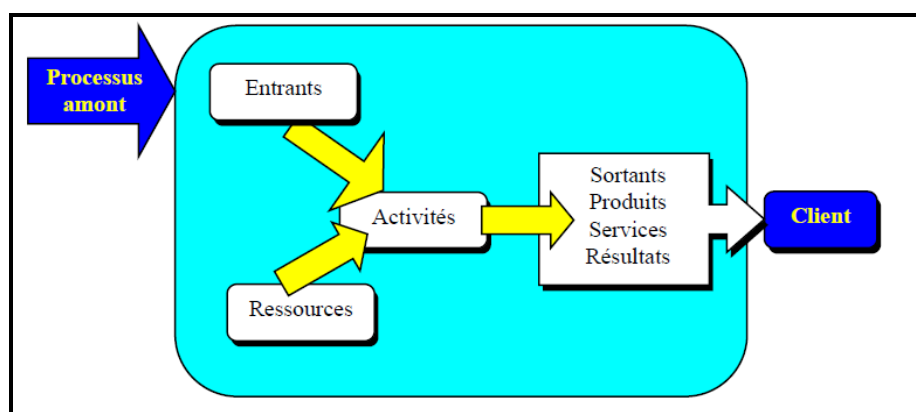 Processus
amont
Entrants
Activités
Ressources
Sortants
Produits
Services
Résultats
Client